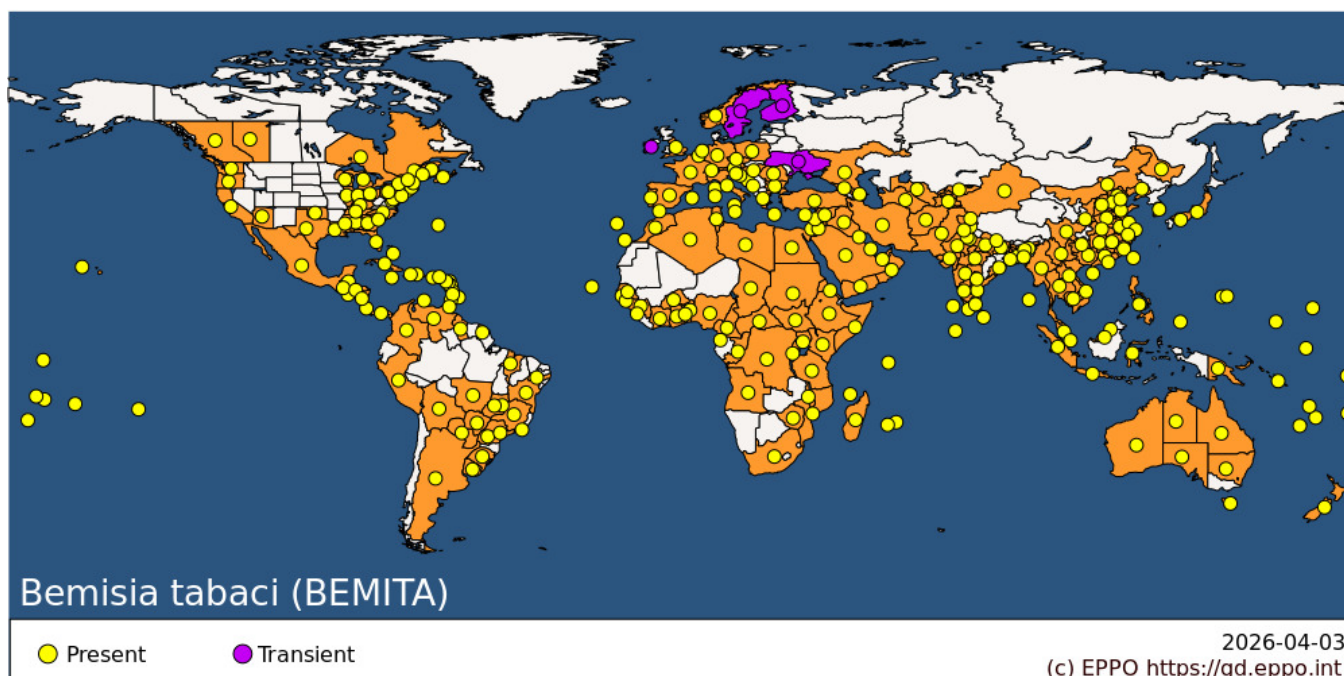 Bemisia tabaci (BEMITA)
Present
Transient
2026-04-03
(c) EPPO https://gd.eppo.int